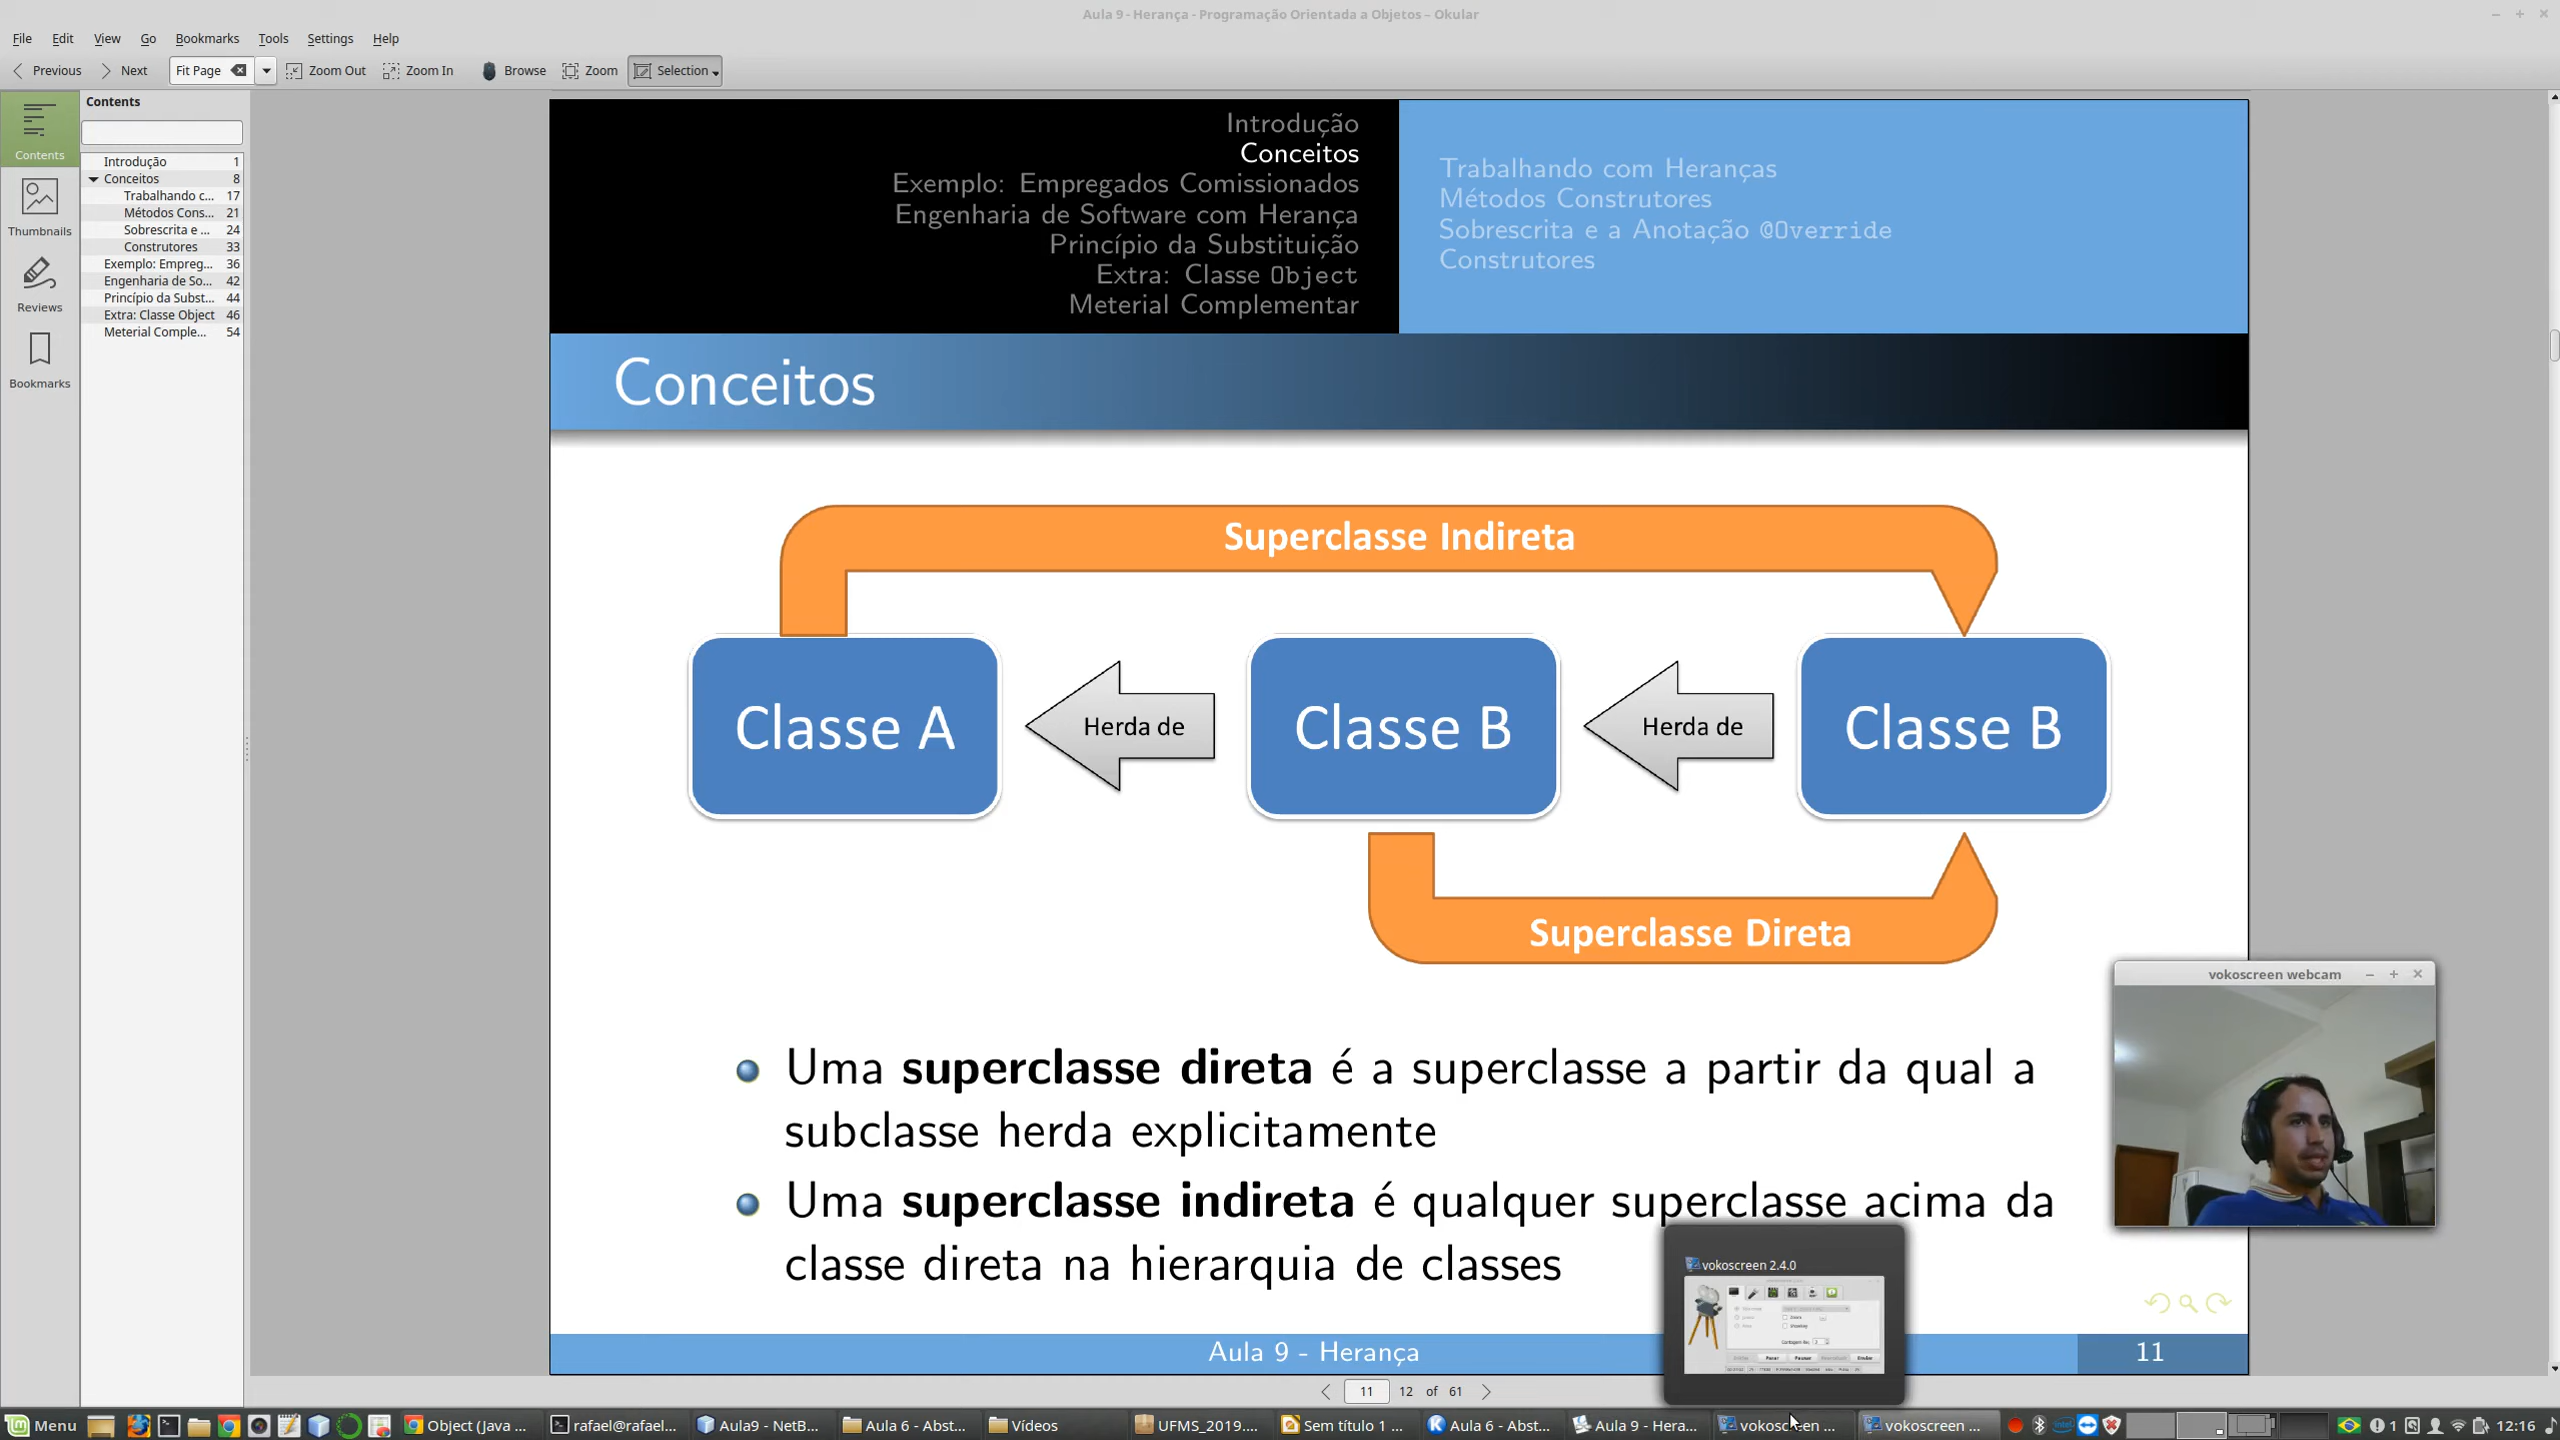 Aula 9 - Herança - Programação Orientada a Objetos – Okular
File Edit View Go Bookmarks Tools Settings Help
Previous Next Fit Page Zoom Out Zoom In Browse Zoom Selection
Contents
Thumbnails
Reviews
Bookmarks
Contents
Introdução 1
Conceitos 8
Trabalhando c... 17
Métodos Cons... 21
Sobrescrita e ... 24
Construtores 33
Exemplo: Empreg... 36
Engenharia de So... 42
Princípio da Subst... 44
Extra: Classe Object 46
Meterial Comple... 54
Introdução
Conceitos
Exemplo: Empregados Comissionados
Engenharia de Software com Herança
Princípio da Substituição
Extra: Classe Object
Meterial Complementar
Trabalhando com Heranças
Métodos Construtores
Sobrescrita e a Anotação @Override
Construtores
Conceitos
Superclasse Indireta
Classe A
Herda de
Classe B
Herda de
Classe B
Superclasse Direta
Uma superclasse direta é a superclasse a partir da qual a
subclasse herda explicitamente
Uma superclasse indireta é qualquer superclasse acima da
classe direta na hierarquia de classes
Aula 9 - Herança
11
vokoscreen webcam
vokoscreen 2.4.0
11 12 of 61
Menu Object (Java ... rafael@rafael... Aula9 - NetB... Aula 6 - Abst... Vídeos UFMS_2019.... Sem título 1 ... Aula 6 - Abst... Aula 9 - Hera... vokoscreen ... vokoscreen ... 1 12:16